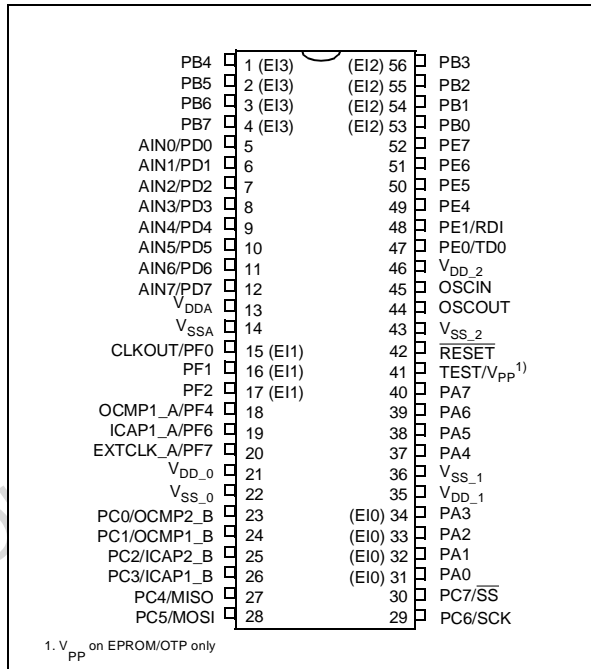 PB4 1 (EI3) (EI2) 56 PB3
PB5 2 (EI3) (EI2) 55 PB2
PB6 3 (EI3) (EI2) 54 PB1
PB7 4 (EI3) (EI2) 53 PB0
AIN0/PD0 5 52 PE7
AIN1/PD1 6 51 PE6
AIN2/PD2 7 50 PE5
AIN3/PD3 8 49 PE4
AIN4/PD4 9 48 PE1/RDI
AIN5/PD5 10 47 PE0/TD0
AIN6/PD6 11 46 VDD_2
AIN7/PD7 12 45 OSCIN
VDDA 13 44 OSCOUT
VSSA 14 43 VSS_2
CLKOUT/PF0 15 (EI1) 42 RESET
PF1 16 (EI1) 41 TEST/VPP1)
PF2 17 (EI1) 40 PA7
OCMP1_A/PF4 18 39 PA6
ICAP1_A/PF6 19 38 PA5
EXTCLK_A/PF7 20 37 PA4
VDD_0 21 36 VSS_1
VSS_0 22 35 VDD_1
PC0/OCMP2_B 23 (EI0) 34 PA3
PC1/OCMP1_B 24 (EI0) 33 PA2
PC2/ICAP2_B 25 (EI0) 32 PA1
PC3/ICAP1_B 26 (EI0) 31 PA0
PC4/MISO 27 30 PC7/SS
PC5/MOSI 28 29 PC6/SCK
1. VPP on EPROM/OTP only